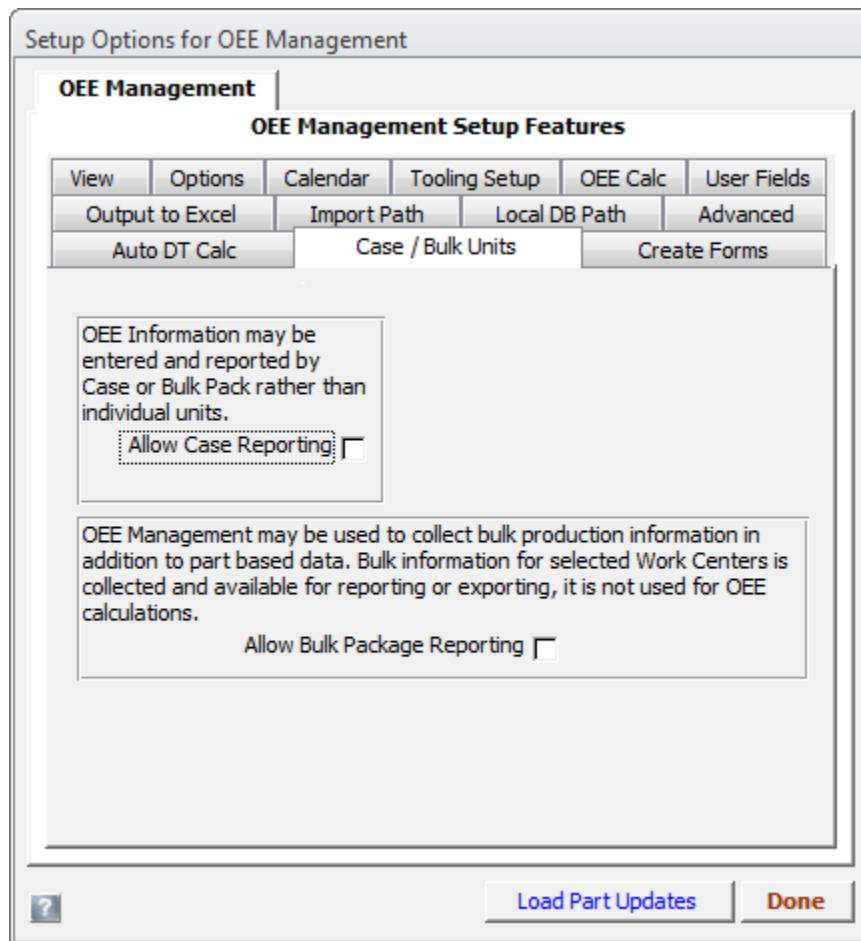 Setup Options for OEE Management
OEE Management
OEE Management Setup Features
View Options Calendar Tooling Setup OEE Calc User Fields
Output to Excel Import Path Local DB Path Advanced
Auto DT Calc Case / Bulk Units Create Forms
OEE Information may be
entered and reported by
Case or Bulk Pack rather than
individual units.
Allow Case Reporting
OEE Management may be used to collect bulk production information in
addition to part based data. Bulk information for selected Work Centers is
collected and available for reporting or exporting, it is not used for OEE
calculations.
Allow Bulk Package Reporting
? Load Part Updates Done